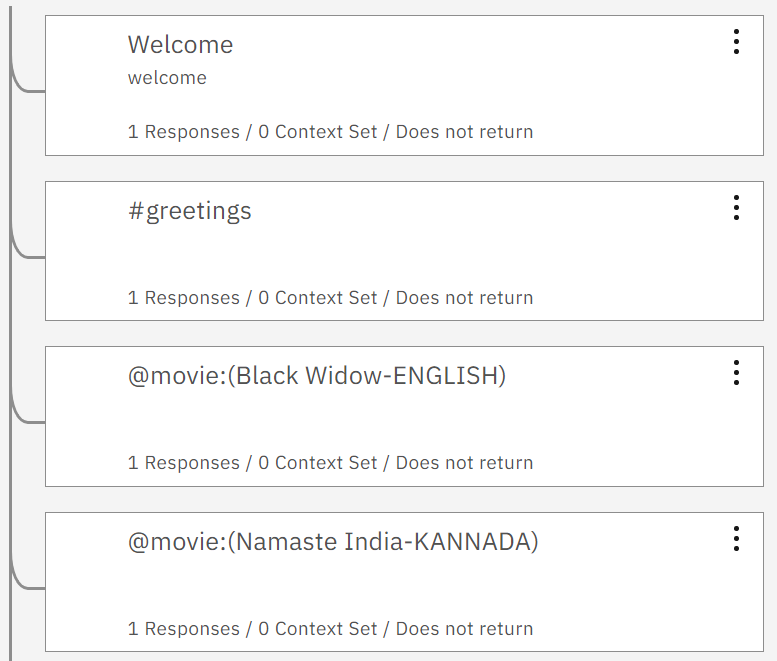 Welcome
welcome
1 Responses / 0 Context Set / Does not return
#greetings
1 Responses / 0 Context Set / Does not return
@movie:(Black Widow-ENGLISH)
1 Responses / 0 Context Set / Does not return
@movie:(Namaste India-KANNADA)
1 Responses / 0 Context Set / Does not return